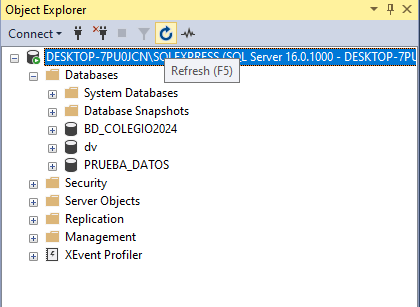 Object Explorer
Connect
DESKTOP-7PU0JCN\SQLEXPRESS (SQL Server 16.0.1000 - DESKTOP-7PU
Refresh (F5)
Databases
System Databases
Database Snapshots
BD_COLEGIO2024
dv
PRUEBA_DATOS
Security
Server Objects
Replication
Management
XEvent Profiler